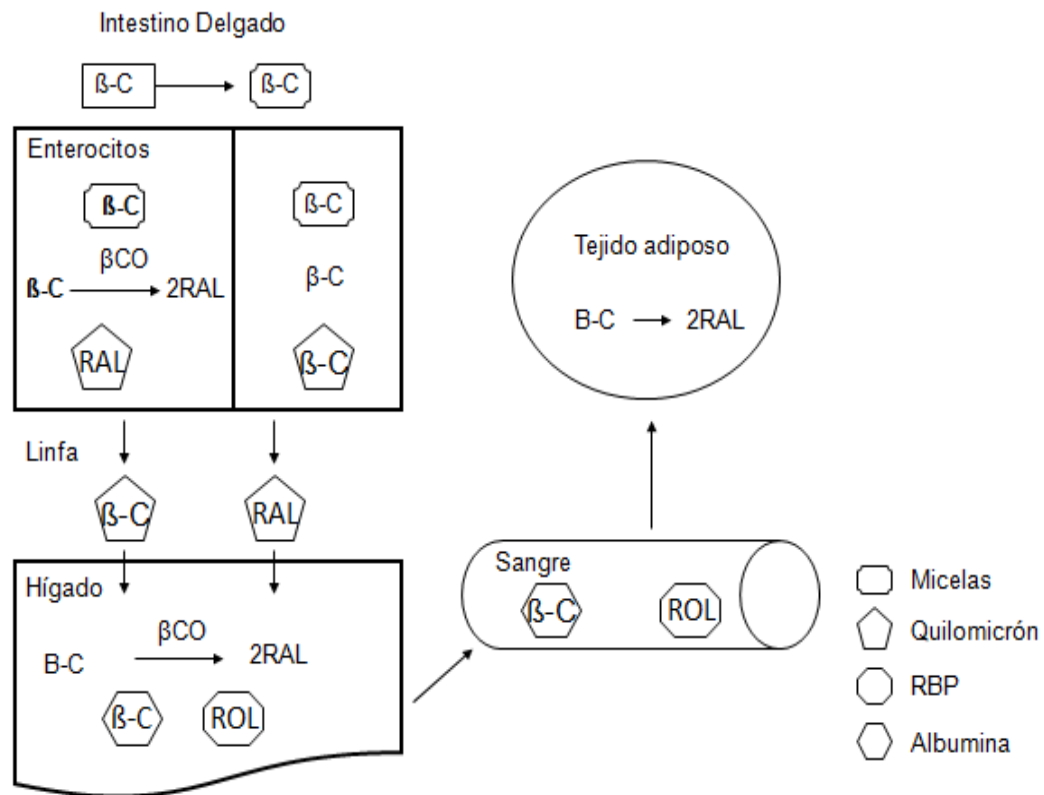 Intestino Delgado
ß-C ß-C
Enterocitos
ß-C ß-C
βCO
ß-C 2RAL β-C
RAL ß-C
Linfa
ß-C RAL
Hígado
βCO
B-C 2RAL
ß-C ROL
Tejido adiposo
B-C 2RAL
Sangre
ß-C ROL
Micelas
Quilomicrón
RBP
Albumina